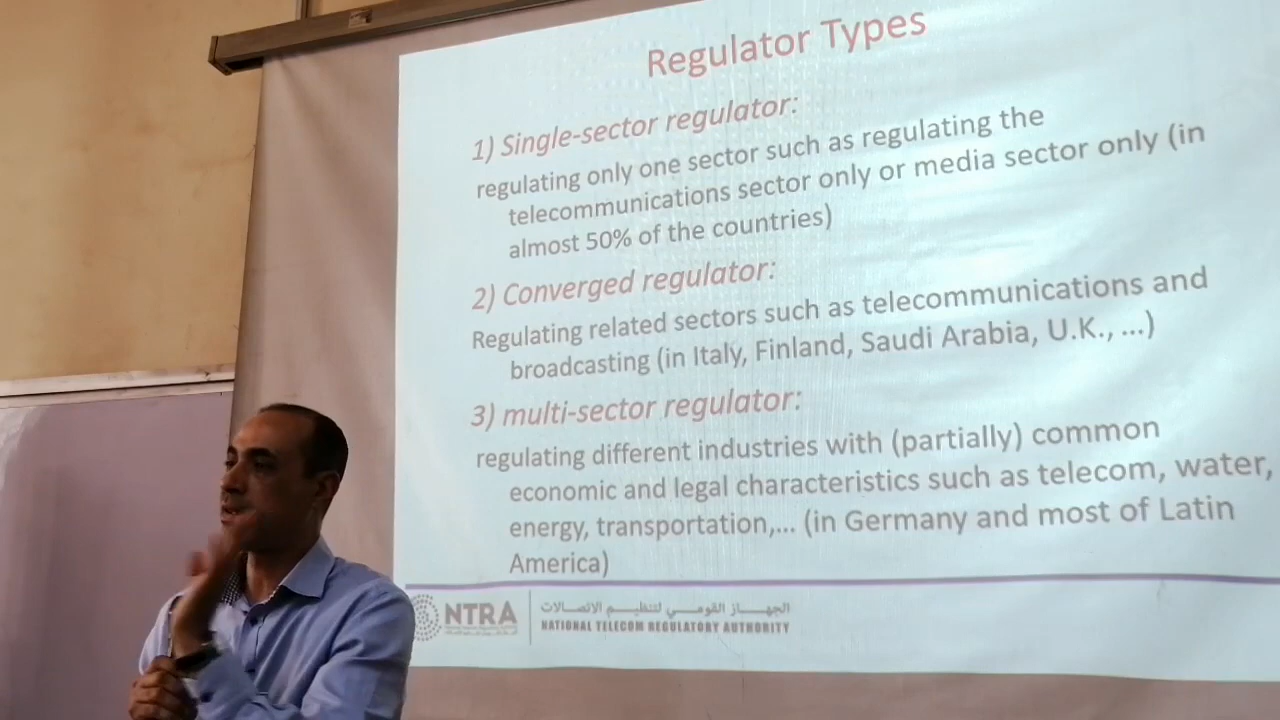 Regulator Types
1) Single-sector regulator:
regulating only one sector such as regulating the
telecommunications sector only or media sector only (in
almost 50% of the countries)
2) Converged regulator:
Regulating related sectors such as telecommunications and
broadcasting (in Italy, Finland, Saudi Arabia, U.K., ...)
3) multi-sector regulator:
regulating different industries with (partially) common
economic and legal characteristics such as telecom, water,
energy, transportation,... (in Germany and most of Latin
America)
NTRA
الجهاز القومي لتنظيم الاتصالات
NATIONAL TELECOM REGULATORY AUTHORITY